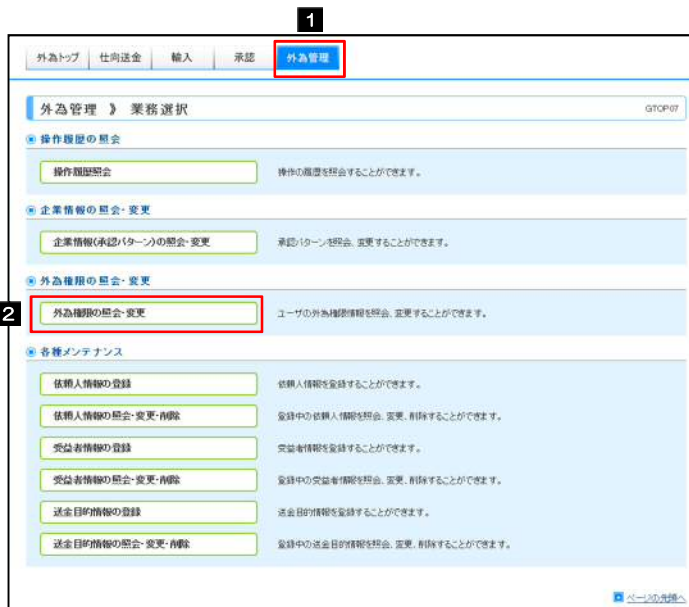 1
外為トップ 仕向送金 輸入 承認 外為管理
外為管理 》 業務選択 GTOP07
操作履歴の照会
操作履歴照会 操作の履歴を照会することができます。
企業情報の照会・変更
企業情報(承認パターン)の照会・変更 承認パターンを照会、変更することができます。
外為権限の照会・変更
2 外為権限の照会・変更 ユーザの外為権限情報を照会、変更することができます。
各種メンテナンス
依頼人情報の登録 依頼人情報を登録することができます。
依頼人情報の照会・変更・削除 登録中の依頼人情報を照会、変更、削除することができます。
受益者情報の登録 受益者情報を登録することができます。
受益者情報の照会・変更・削除 登録中の受益者情報を照会、変更、削除することができます。
送金目的情報の登録 送金目的情報を登録することができます。
送金目的情報の照会・変更・削除 登録中の送金目的情報を照会、変更、削除することができます。
ページの先頭へ